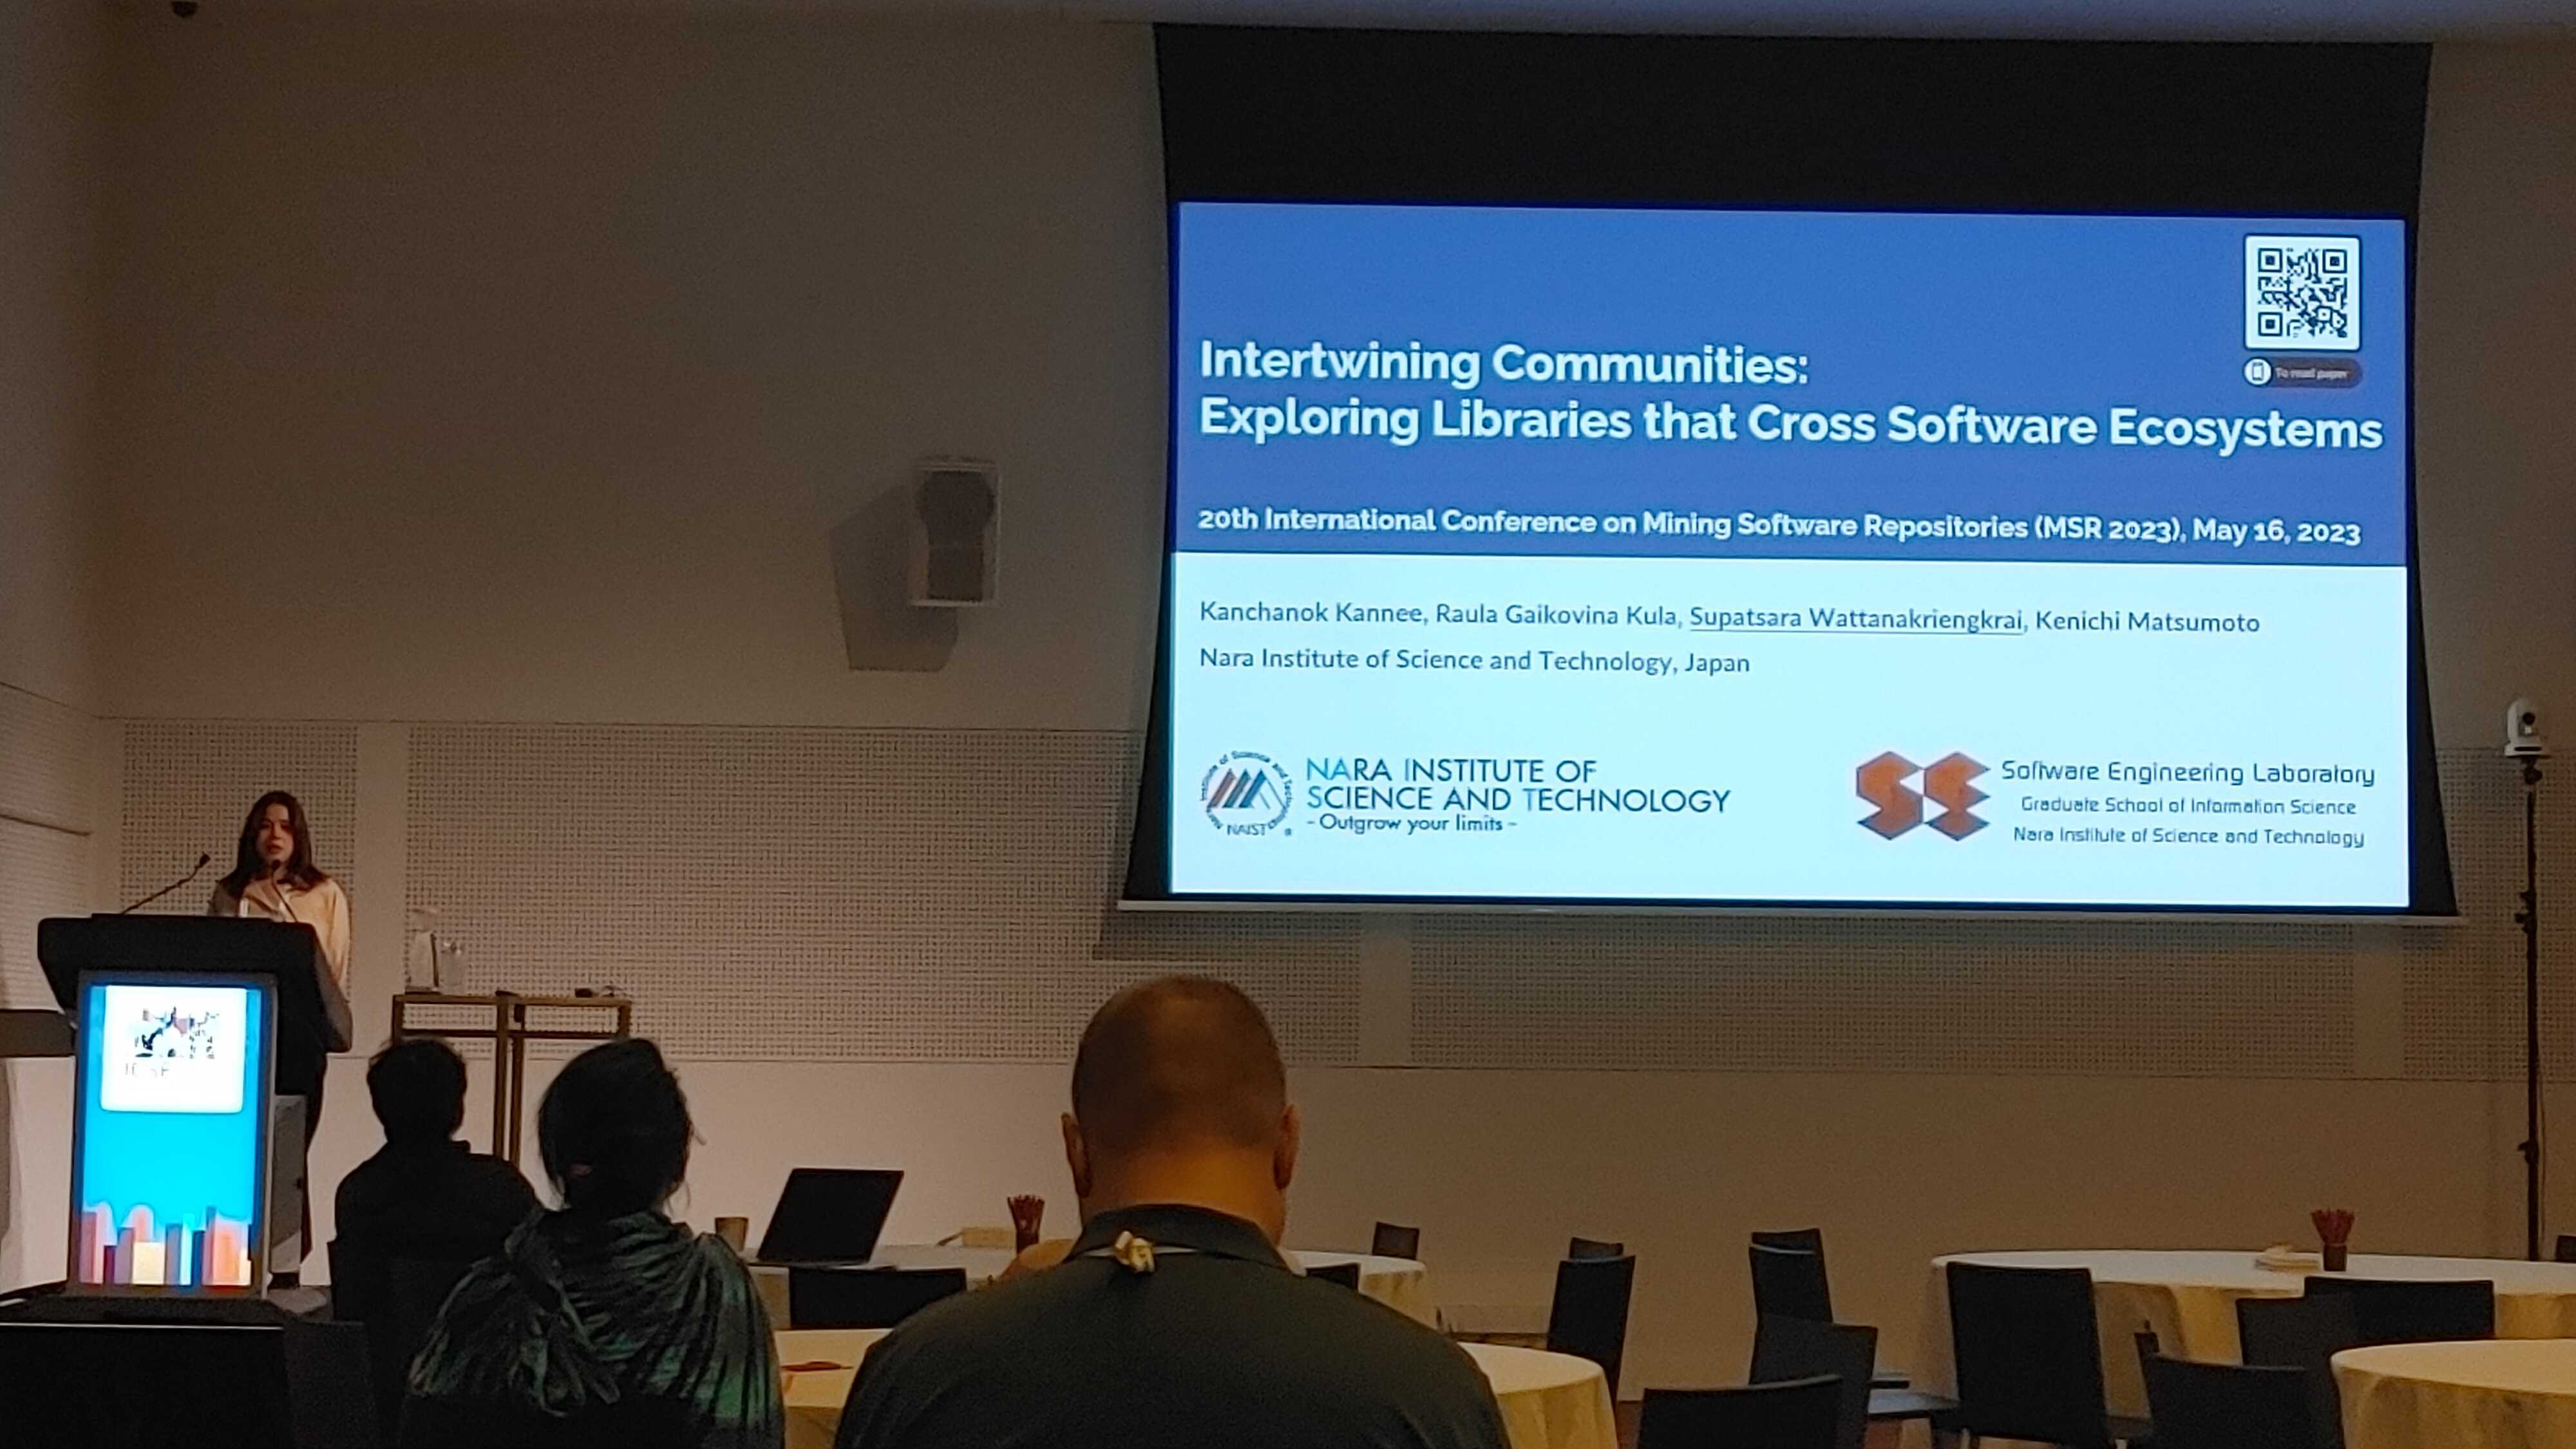 To read paper
Intertwining Communities:
Exploring Libraries that Cross Software Ecosystems
20th International Conference on Mining Software Repositories (MSR 2023), May 16, 2023
Kanchanok Kannee, Raula Gaikovina Kula, Supatsara Wattanakriengkrai, Kenichi Matsumoto
Nara Institute of Science and Technology, Japan
NAIST
NARA INSTITUTE OF
SCIENCE AND TECHNOLOGY
- Outgrow your limits -
Software Engineering Laboratory
Graduate School of Information Science
Nara Institute of Science and Technology